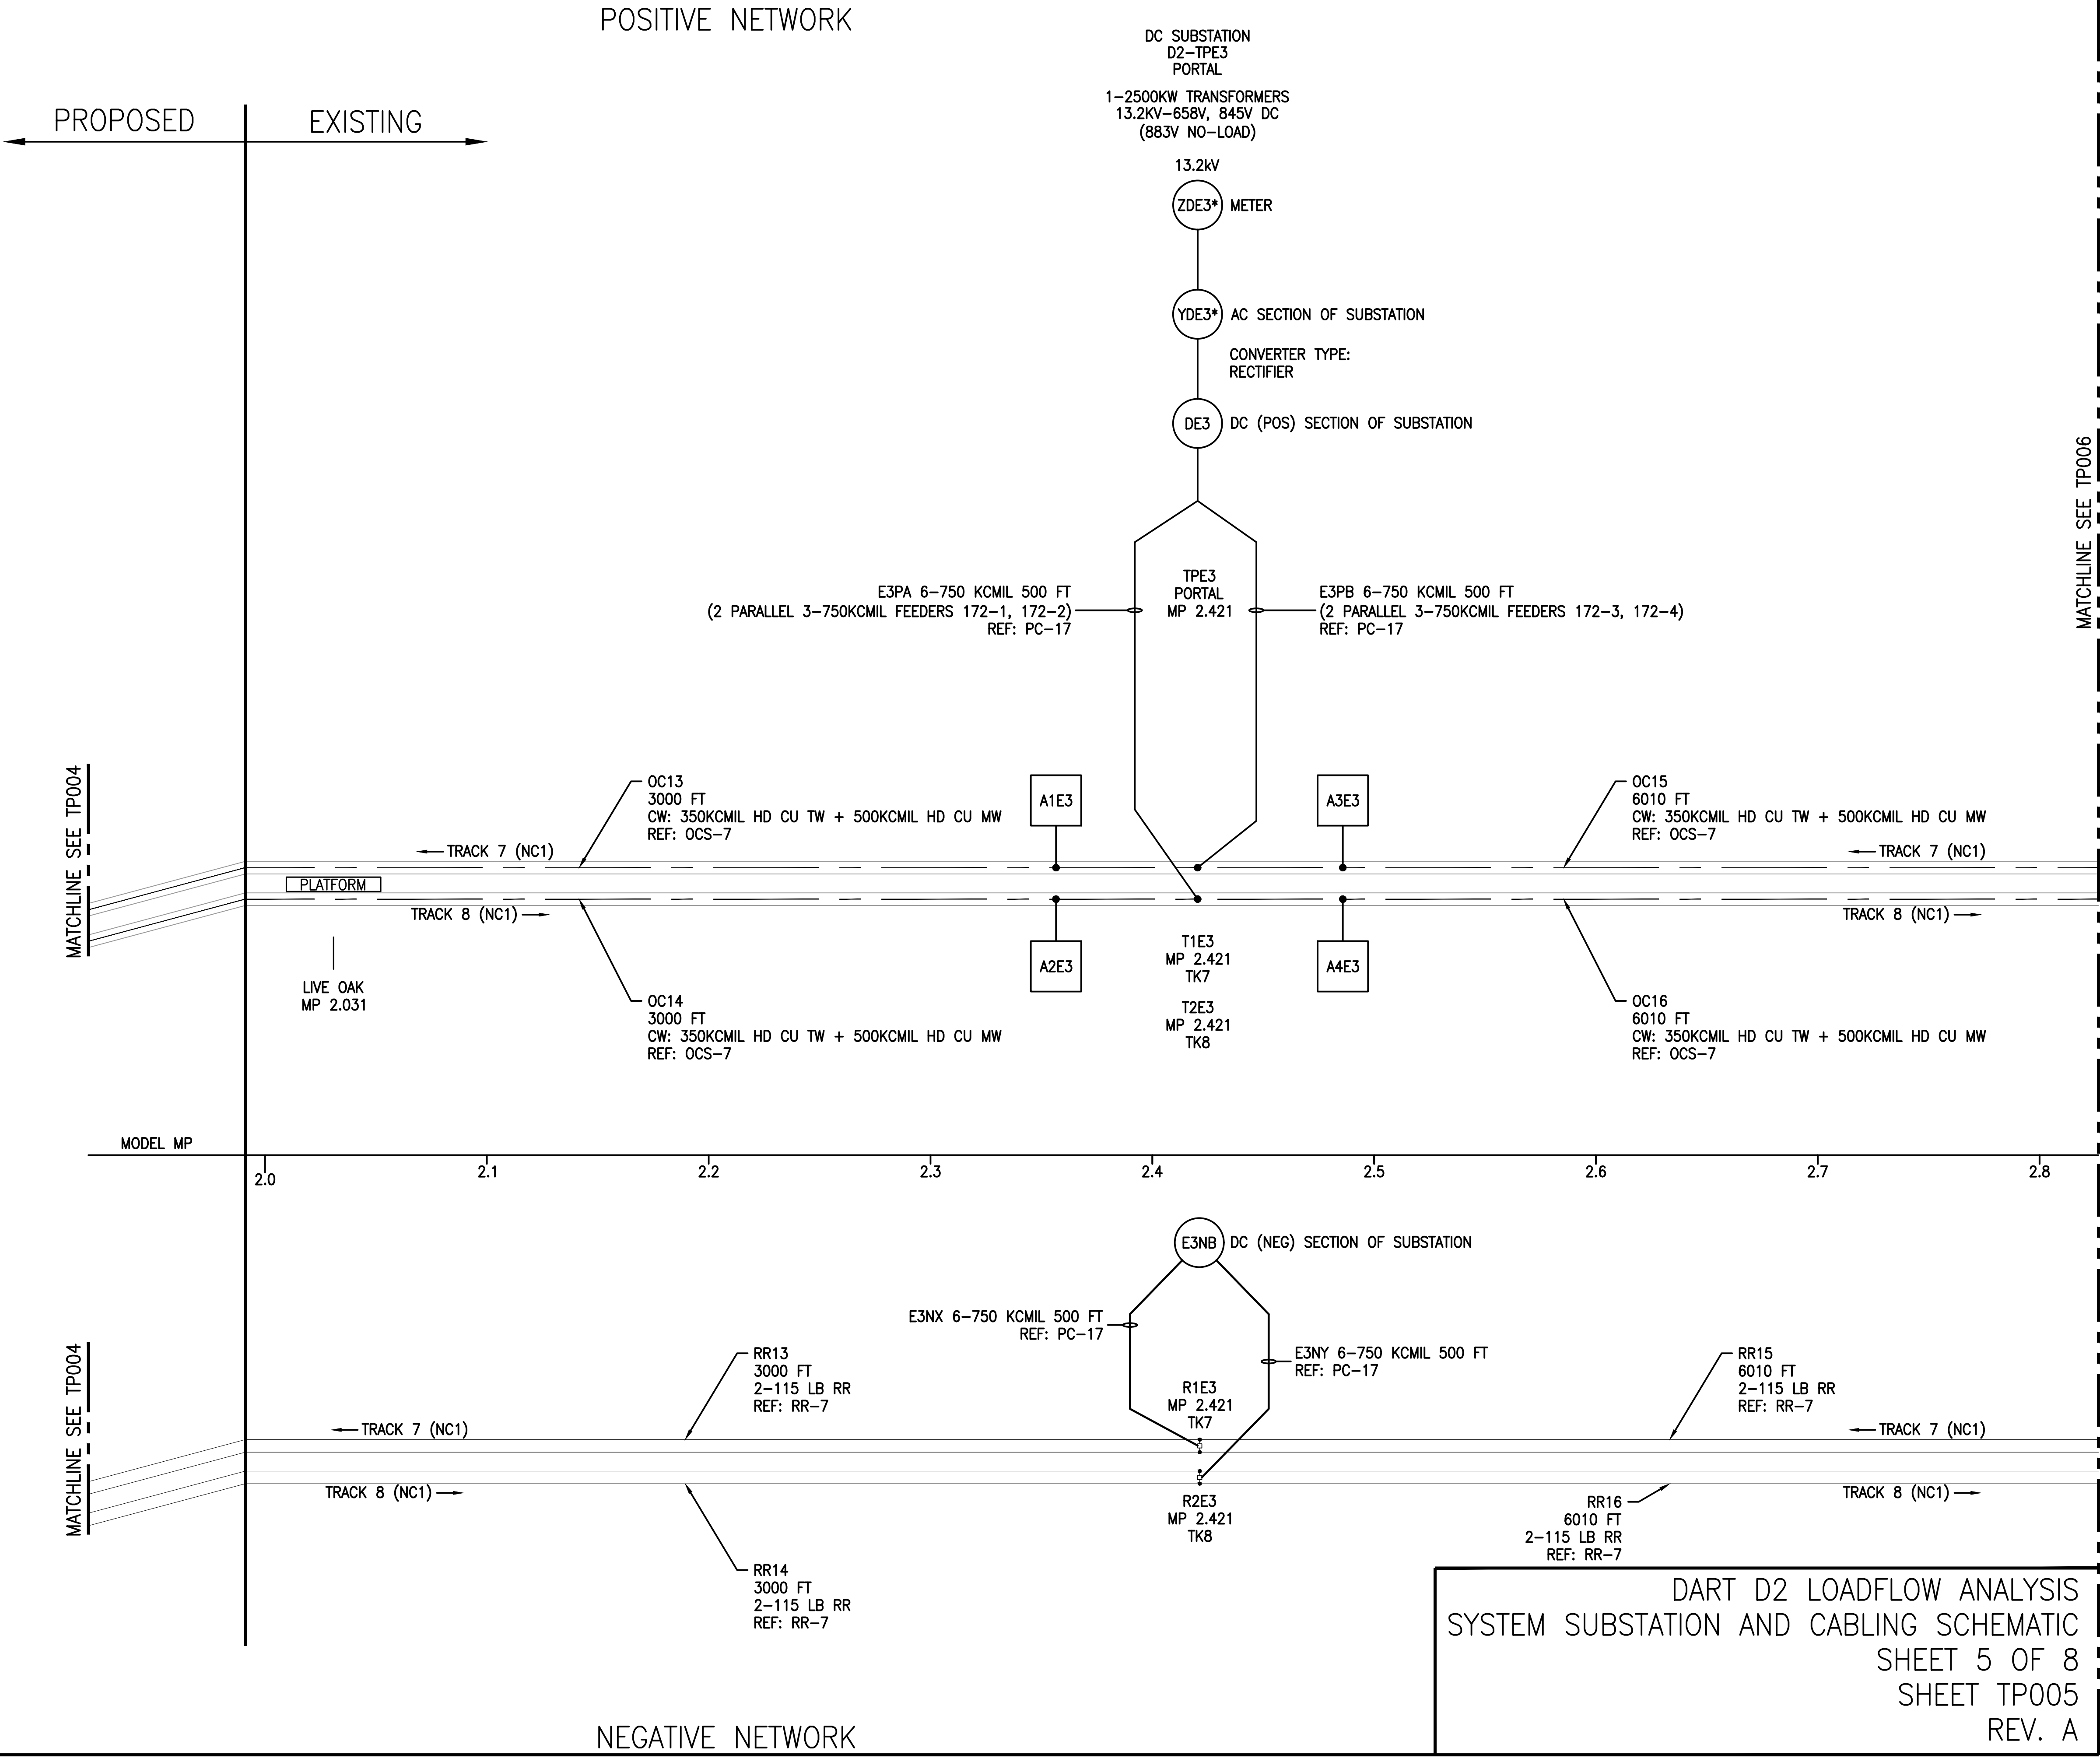 POSITIVE NETWORK
DC SUBSTATION
D2-TPE3
PORTAL
1-2500KW TRANSFORMERS
13.2KV-658V, 845V DC
(883V NO-LOAD)
PROPOSED
EXISTING
13.2kV
ZDE3* METER
YDE3* AC SECTION OF SUBSTATION
CONVERTER TYPE:
RECTIFIER
DE3 DC (POS) SECTION OF SUBSTATION
MATCHLINE SEE TP006
E3PA 6-750 KCMIL 500 FT
(2 PARALLEL 3-750KCMIL FEEDERS 172-1, 172-2)
REF: PC-17
TPE3
PORTAL
MP 2.421
E3PB 6-750 KCMIL 500 FT
(2 PARALLEL 3-750KCMIL FEEDERS 172-3, 172-4)
REF: PC-17
MATCHLINE SEE TP004
OC13
3000 FT
CW: 350KCMIL HD CU TW + 500KCMIL HD CU MW
REF: OCS-7
A1E3
A3E3
OC15
6010 FT
CW: 350KCMIL HD CU TW + 500KCMIL HD CU MW
REF: OCS-7
TRACK 7 (NC1)
TRACK 7 (NC1)
PLATFORM
TRACK 8 (NC1)
TRACK 8 (NC1)
LIVE OAK
MP 2.031
A2E3
T1E3
MP 2.421
TK7
A4E3
T2E3
MP 2.421
TK8
OC14
3000 FT
CW: 350KCMIL HD CU TW + 500KCMIL HD CU MW
REF: OCS-7
OC16
6010 FT
CW: 350KCMIL HD CU TW + 500KCMIL HD CU MW
REF: OCS-7
MODEL MP
2.0 2.1 2.2 2.3 2.4 2.5 2.6 2.7 2.8
E3NB DC (NEG) SECTION OF SUBSTATION
E3NX 6-750 KCMIL 500 FT
REF: PC-17
E3NY 6-750 KCMIL 500 FT
REF: PC-17
MATCHLINE SEE TP004
RR13
3000 FT
2-115 LB RR
REF: RR-7
R1E3
MP 2.421
TK7
RR15
6010 FT
2-115 LB RR
REF: RR-7
TRACK 7 (NC1)
TRACK 7 (NC1)
TRACK 8 (NC1)
TRACK 8 (NC1)
R2E3
MP 2.421
TK8
RR16
6010 FT
2-115 LB RR
REF: RR-7
RR14
3000 FT
2-115 LB RR
REF: RR-7
DART D2 LOADFLOW ANALYSIS
SYSTEM SUBSTATION AND CABLING SCHEMATIC
SHEET 5 OF 8
SHEET TP005
REV. A
NEGATIVE NETWORK